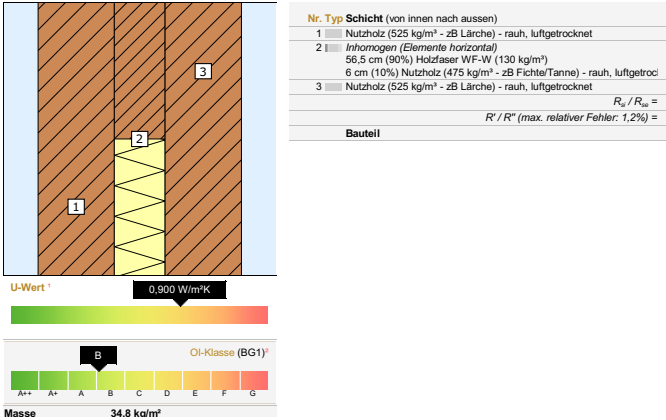 Nr. Typ Schicht (von innen nach aussen)
1 Nutzholz (525 kg/m³ - zB Lärche) - rauh, luftgetrocknet
2 Inhomogen (Elemente horizontal)
56,5 cm (90%) Holzfaser WF-W (130 kg/m³)
6 cm (10%) Nutzholz (475 kg/m³ - zB Fichte/Tanne) - rauh, luftgetrocl
3 Nutzholz (525 kg/m³ - zB Lärche) - rauh, luftgetrocknet
Rsi / Rse =
R' / R'' (max. relativer Fehler: 1,2%) =
Bauteil
3
2
1
U-Wert ¹
0,900 W/m²K
B
OI-Klasse (BG1)²
A++ A+ A B C D E F G
Masse 34,8 kg/m²